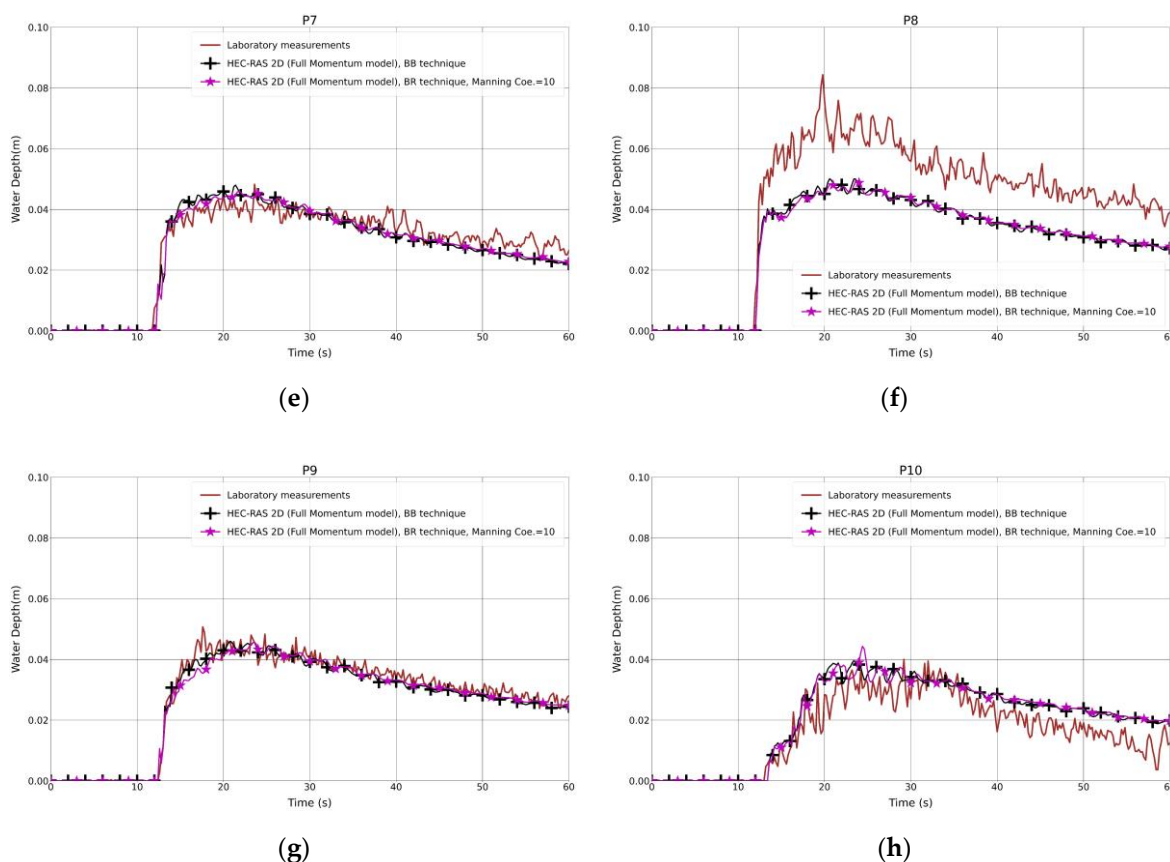 P7
0.10
0.08
0.06
0.04
0.02
0.00
Water Depth(m)
Laboratory measurements
HEC-RAS 2D (Full Momentum model), BB technique
HEC-RAS 2D (Full Momentum model), BR technique, Manning Coe.=10
0 10 20 30 40 50 60
Time (s)
(e)
P8
0.10
0.08
0.06
0.04
0.02
0.00
Water Depth(m)
Laboratory measurements
HEC-RAS 2D (Full Momentum model), BB technique
HEC-RAS 2D (Full Momentum model), BR technique, Manning Coe.=10
0 10 20 30 40 50 60
Time (s)
(f)
P9
0.10
0.08
0.06
0.04
0.02
0.00
Water Depth(m)
Laboratory measurements
HEC-RAS 2D (Full Momentum model), BB technique
HEC-RAS 2D (Full Momentum model), BR technique, Manning Coe.=10
0 10 20 30 40 50 60
Time (s)
(g)
P10
0.10
0.08
0.06
0.04
0.02
0.00
Water Depth(m)
Laboratory measurements
HEC-RAS 2D (Full Momentum model), BB technique
HEC-RAS 2D (Full Momentum model), BR technique, Manning Coe.=10
0 10 20 30 40 50 60
Time (s)
(h)